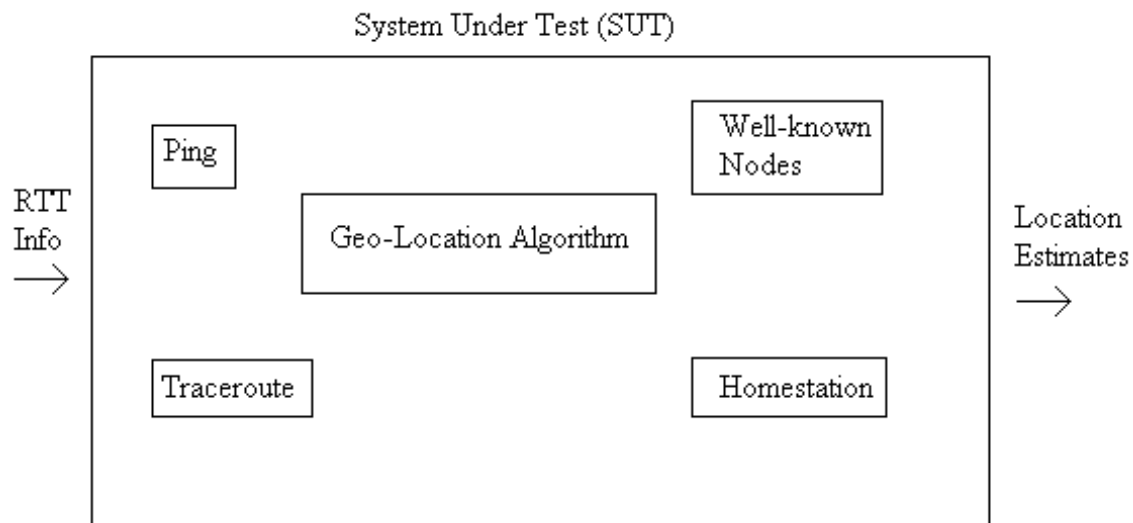 System Under Test (SUT)
Ping
Well-known
Nodes
RTT
Info
Geo-Location Algorithm
Location
Estimates
Traceroute
Homestation